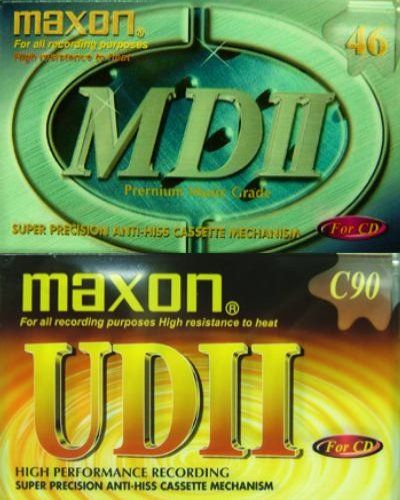 maxon®
46
For all recording purposes
High resistance to heat
MDII
Premium Music Grade
SUPER PRECISION ANTI-HISS CASSETTE MECHANISM
For CD
maxon®
C90
For all recording purposes High resistance to heat
UDII
For CD
HIGH PERFORMANCE RECORDING
SUPER PRECISION ANTI-HISS CASSETTE MECHANISM